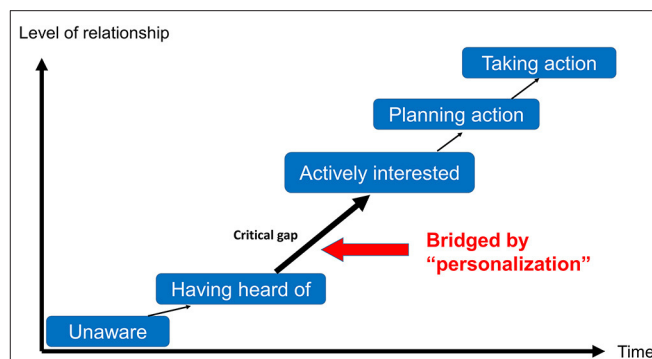 Level of relationship
Taking action
Planning action
Actively interested
Critical gap
Bridged by
“personalization”
Having heard of
Unaware
Time